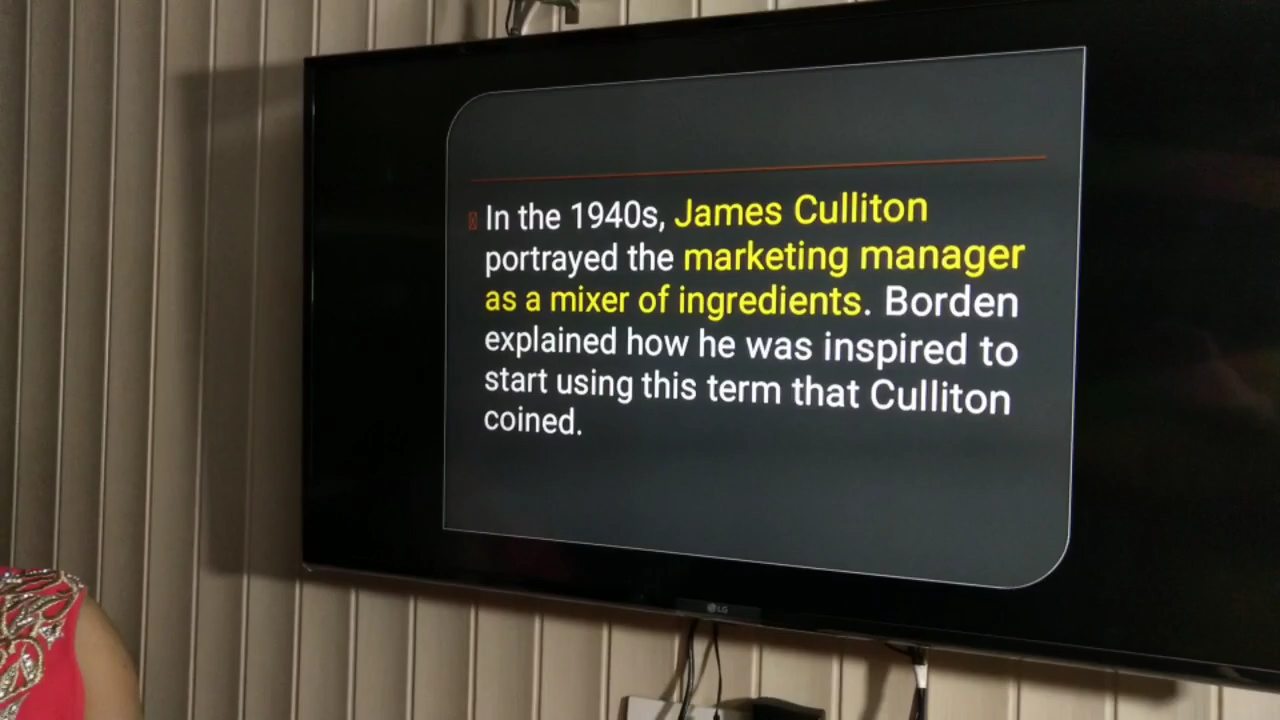 In the 1940s, James Culliton
portrayed the marketing manager
as a mixer of ingredients. Borden
explained how he was inspired to
start using this term that Culliton
coined.
LG